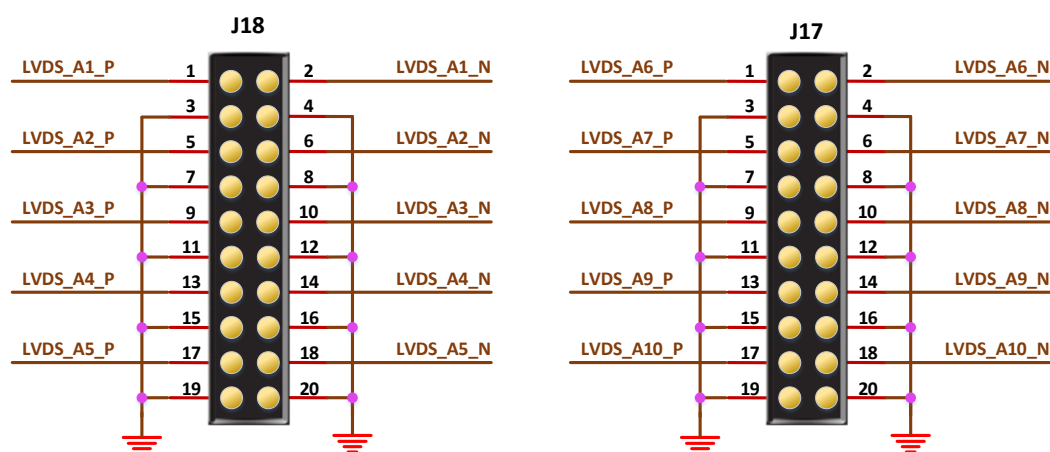 J18
LVDS_A1_P 1 2 LVDS_A1_N
3 4
LVDS_A2_P 5 6 LVDS_A2_N
7 8
LVDS_A3_P 9 10 LVDS_A3_N
11 12
LVDS_A4_P 13 14 LVDS_A4_N
15 16
LVDS_A5_P 17 18 LVDS_A5_N
19 20
J17
LVDS_A6_P 1 2 LVDS_A6_N
3 4
LVDS_A7_P 5 6 LVDS_A7_N
7 8
LVDS_A8_P 9 10 LVDS_A8_N
11 12
LVDS_A9_P 13 14 LVDS_A9_N
15 16
LVDS_A10_P 17 18 LVDS_A10_N
19 20